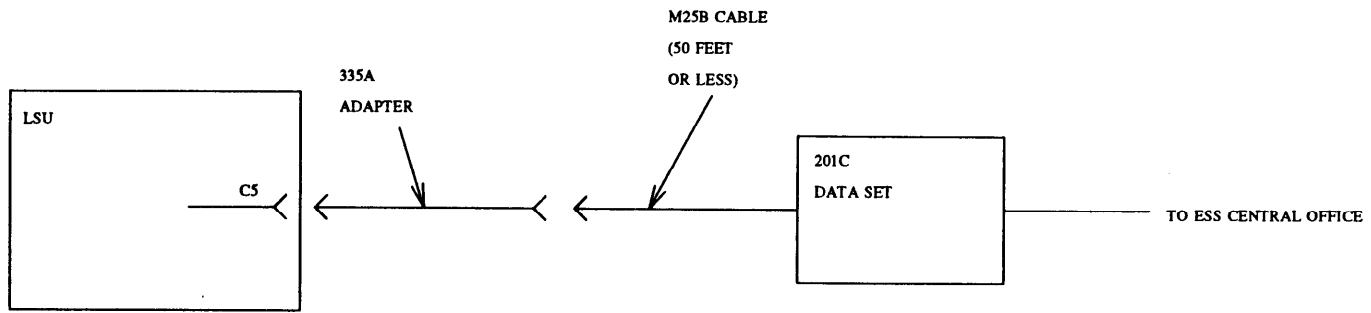 M25B CABLE
(50 FEET
OR LESS)
335A
ADAPTER
LSU
C5
201C
DATA SET
TO ESS CENTRAL OFFICE